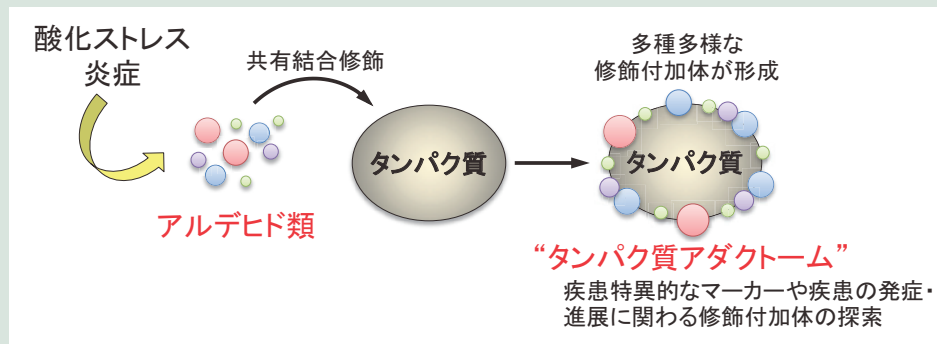 酸化ストレス
炎症
共有結合修飾
多種多様な
修飾付加体が形成
タンパク質
タンパク質
アルデヒド類
“タンパク質アダクトーム”
疾患特異的なマーカーや疾患の発症・
進展に関わる修飾付加体の探索